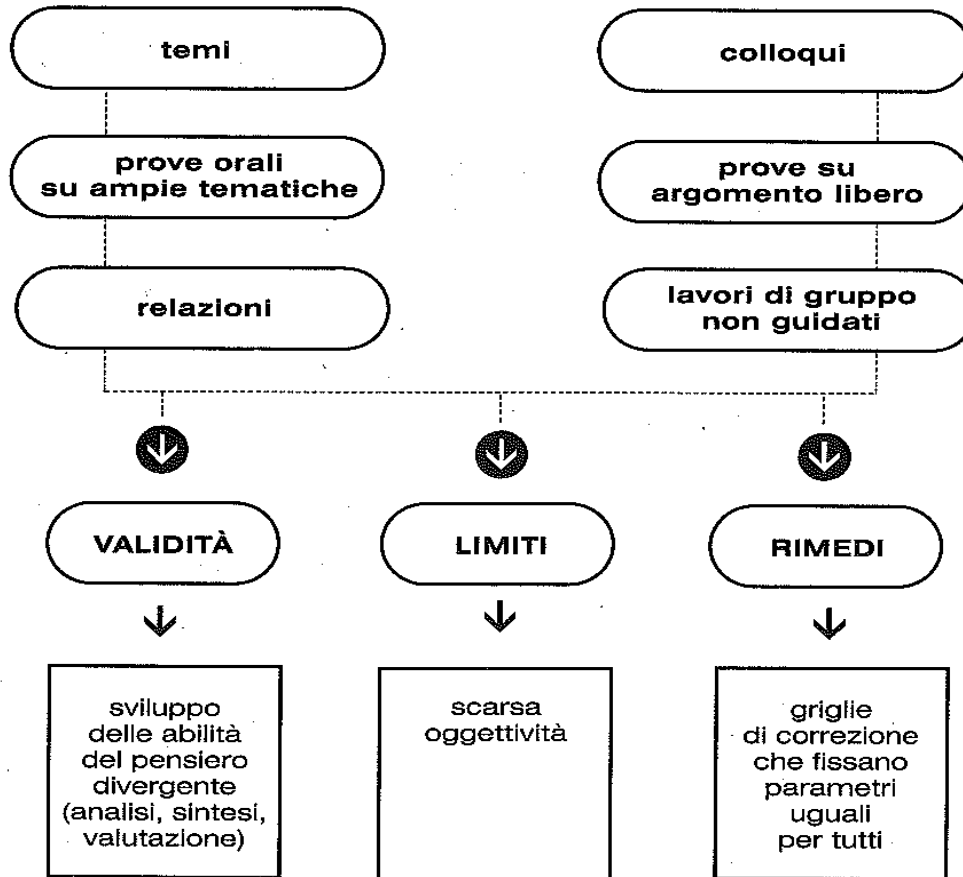 temi
colloqui
prove orali
su ampie tematiche
prove su
argomento libero
relazioni
lavori di gruppo
non guidati
VALIDITÀ
LIMITI
RIMEDI
sviluppo
delle abilità
del pensiero
divergente
(analisi, sintesi,
valutazione)
scarsa
oggettività
griglie
di correzione
che fissano
parametri
uguali
per tutti